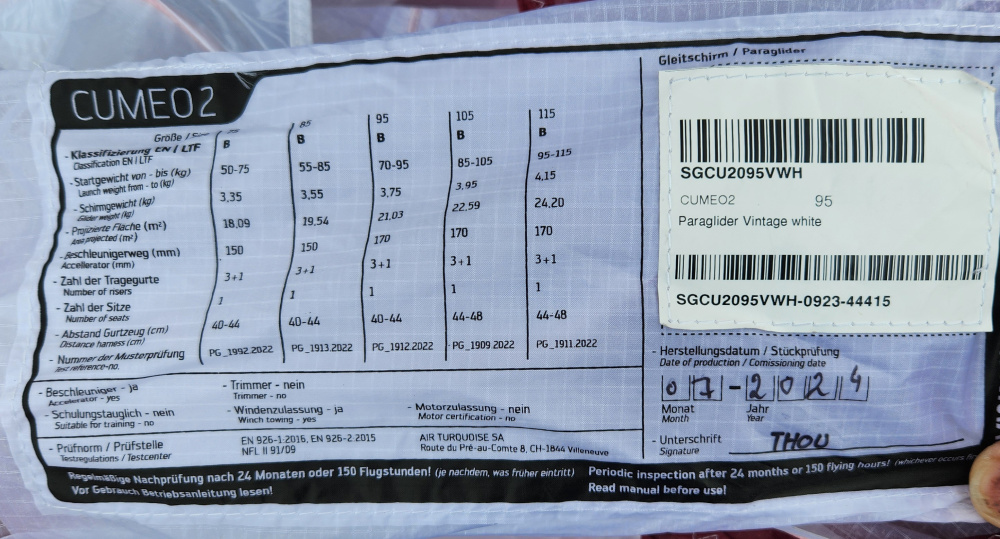 CUMEO2
Größe / Size 75 85 95 105 115
- Klassifizierung EN / LTF B B B B B
Classification EN / LTF
- Startgewicht von - bis (kg) 50-75 55-85 70-95 85-105 95-115
Launch weight from - to (kg)
- Schirmgewicht (kg) 3,35 3,55 3,75 3,95 4,15
Glider weight (kg)
- Projizierte Fläche (m²) 18,09 19,54 21,03 22,59 24,20
Area projected (m²)
- Beschleunigerweg (mm) 150 150 170 170 170
Accellerator (mm)
- Zahl der Tragegurte 3+1 3+1 3+1 3+1 3+1
Number of risers
- Zahl der Sitze 1 1 1 1 1
Number of seats
- Abstand Gurtzeug (cm) 40-44 40-44 40-44 44-48 44-48
Distance harness (cm)
- Nummer der Musterprüfung PG_1992.2022 PG_1913.2022 PG_1912.2022 PG_1909 2022 PG_1911.2022
Test reference-no.
- Beschleuniger - ja - Trimmer - nein
Accelerator - yes Trimmer - no
- Schulungstauglich - nein - Windenzulassung - ja - Motorzulassung - nein
Suitable for training - no Winch towing - yes Motor certification - no
- Prüfnorm / Prüfstelle EN 926-1:2016, EN 926-2:2015 AIR TURQUOISE SA
Testregulations / Testcenter NFL II 91/09 Route du Pré-au-Comte 8, CH-1844 Villeneuve
Gleitschirm / Paraglider
SGCU2095VWH
CUMEO2 95
Paraglider Vintage white
SGCU2095VWH-0923-44415
- Herstellungsdatum / Stückprüfung
Date of production / Comissioning date
07-2024
Monat Jahr
Month Year
- Unterschrift THOU
Signature
Regelmäßige Nachprüfung nach 24 Monaten oder 150 Flugstunden! (je nachdem, was früher eintritt) Periodic inspection after 24 months or 150 flying hours! (whichever occurs
Vor Gebrauch Betriebsanleitung lesen! Read manual before use!